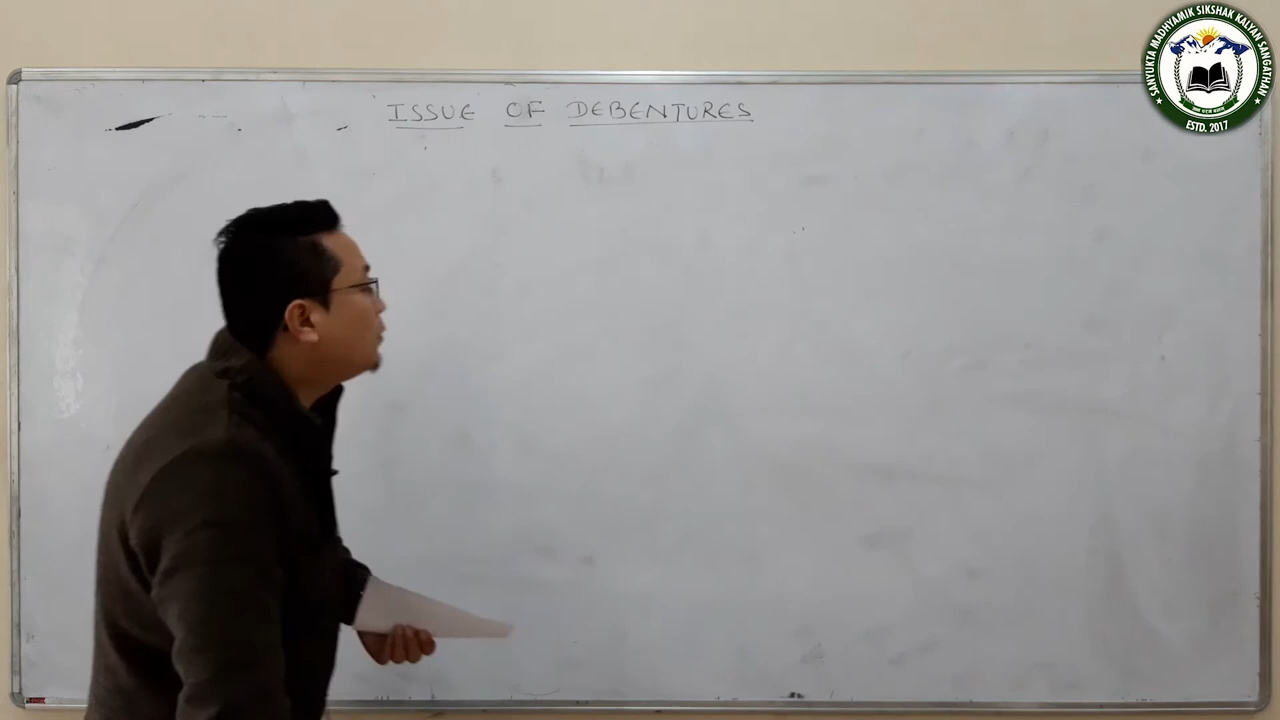 ISSUE OF DEBENTURES
SANYUKTA MADHYAMIK SIKSHAK KALYAN SANGATHAN
ESTD. 2017